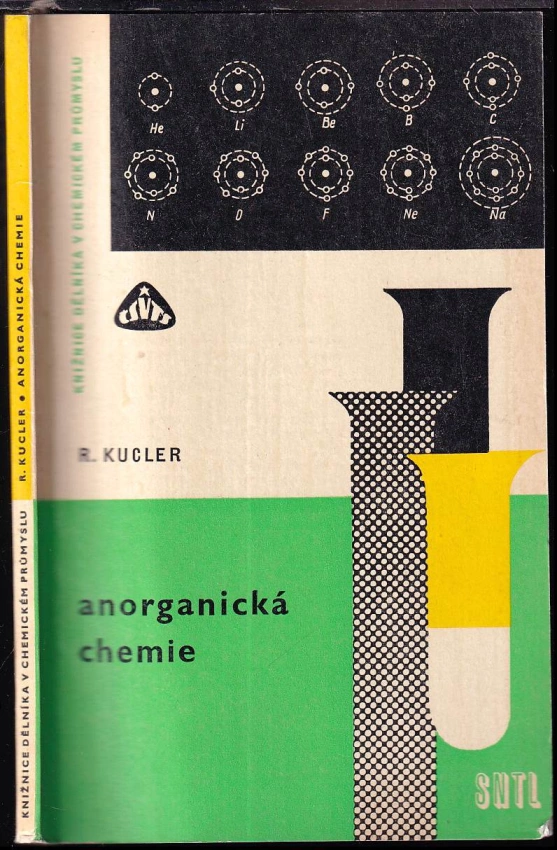 KNIŽNICE DĚLNÍKA V CHEMICKÉM PRŮMYSLU R. KUCLER • ANORGANICKÁ CHEMIE
KNIŽNICE DĚLNÍKA V CHEMICKÉM PRŮMYSLU
He Li Be B C
N O F Ne Na
ČSVTS
R. KUCLER
anorganická
chemie
SNTL